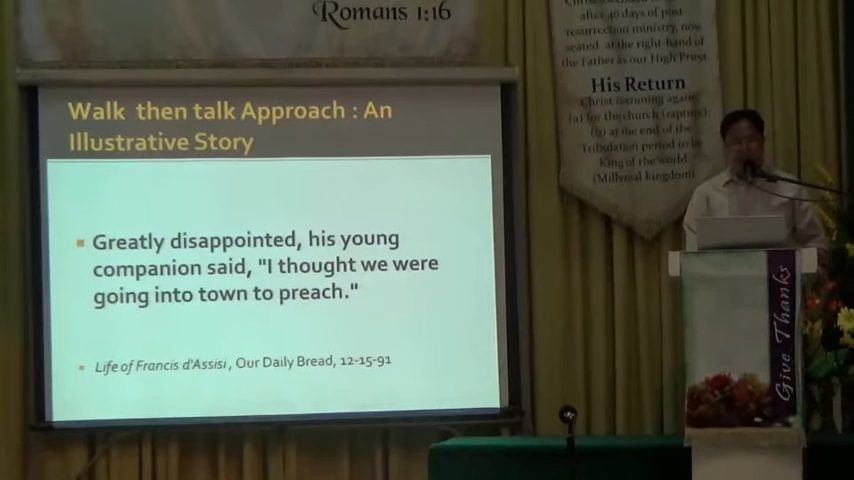 Romans 1:16
Walk then talk Approach : An
Illustrative Story
Greatly disappointed, his young
companion said, "I thought we were
going into town to preach."
Life of Francis d'Assisi, Our Daily Bread, 12-15-91
Christ ascended
after 40 days of post
resurrection ministry, was
seated at the right hand of
the Father as our High Priest.
His Return
Christ is coming again
(a) for the church (rapture)
(b) at the end of the
Tribulation period to be
King of the world
(Millenial kingdom)
Give Thanks